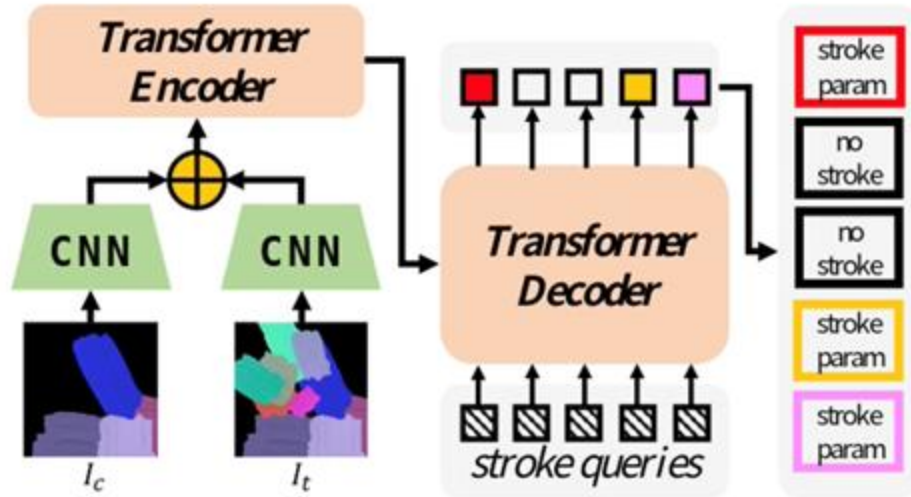 Transformer
Encoder
CNN
CNN
I_c
I_t
Transformer
Decoder
stroke queries
stroke
param
no
stroke
no
stroke
stroke
param
stroke
param